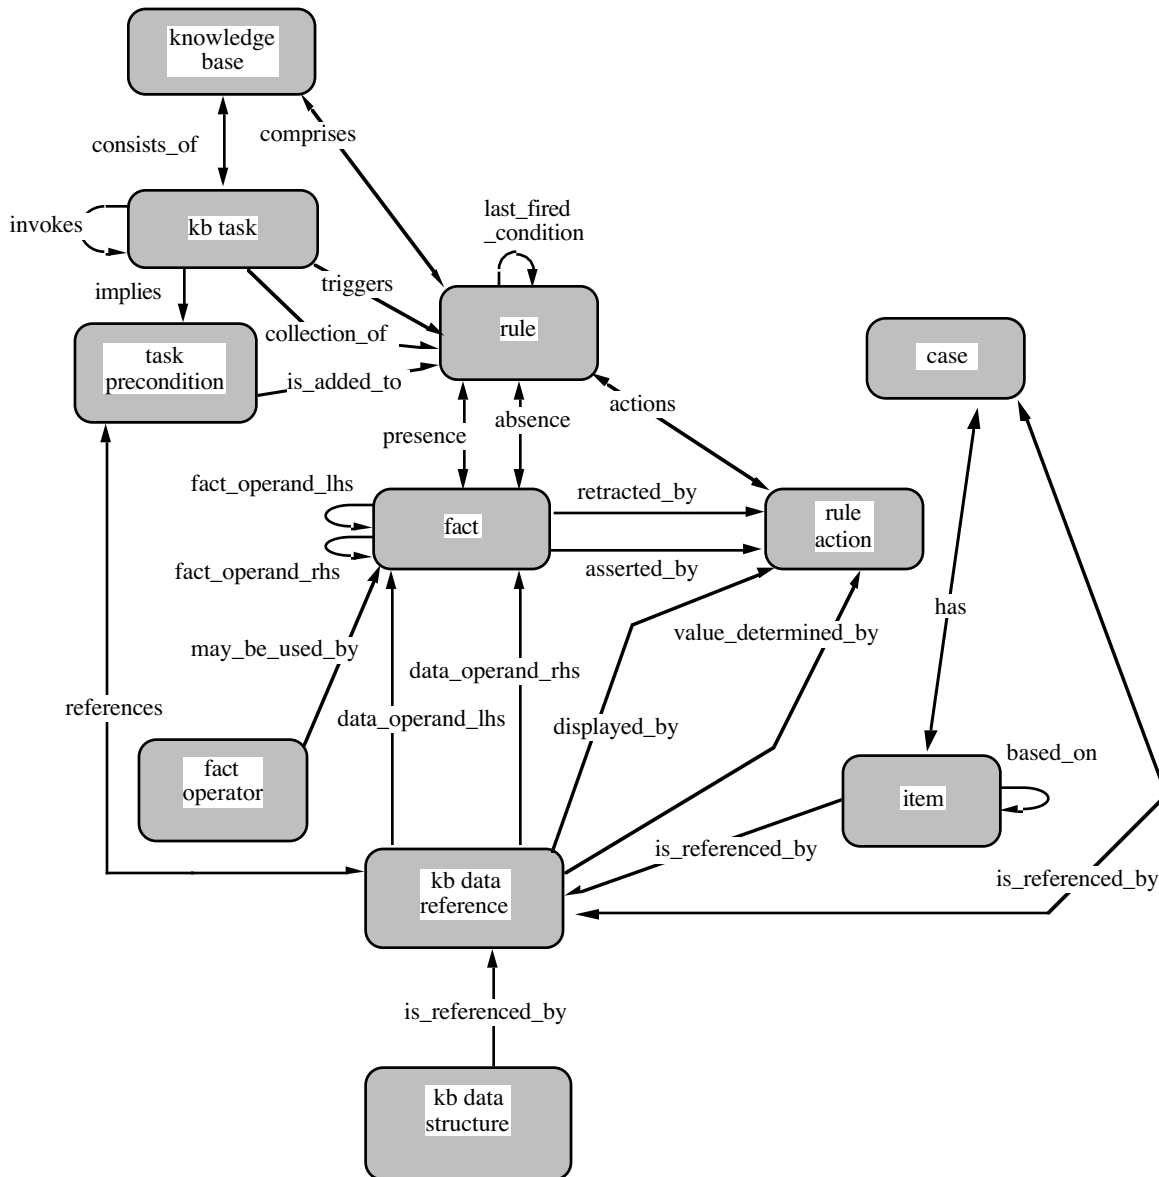 knowledge
base
comprises
consists_of
last_fired
_condition
invokes
kb task
triggers
implies
rule
collection_of
case
task
precondition
is_added_to
actions
absence
presence
fact_operand_lhs
retracted_by
fact
rule
action
fact_operand_rhs
asserted_by
has
value_determined_by
may_be_used_by
data_operand_rhs
references
data_operand_lhs
displayed_by
based_on
fact
operator
item
is_referenced_by
kb data
reference
is_referenced_by
is_referenced_by
kb data
structure